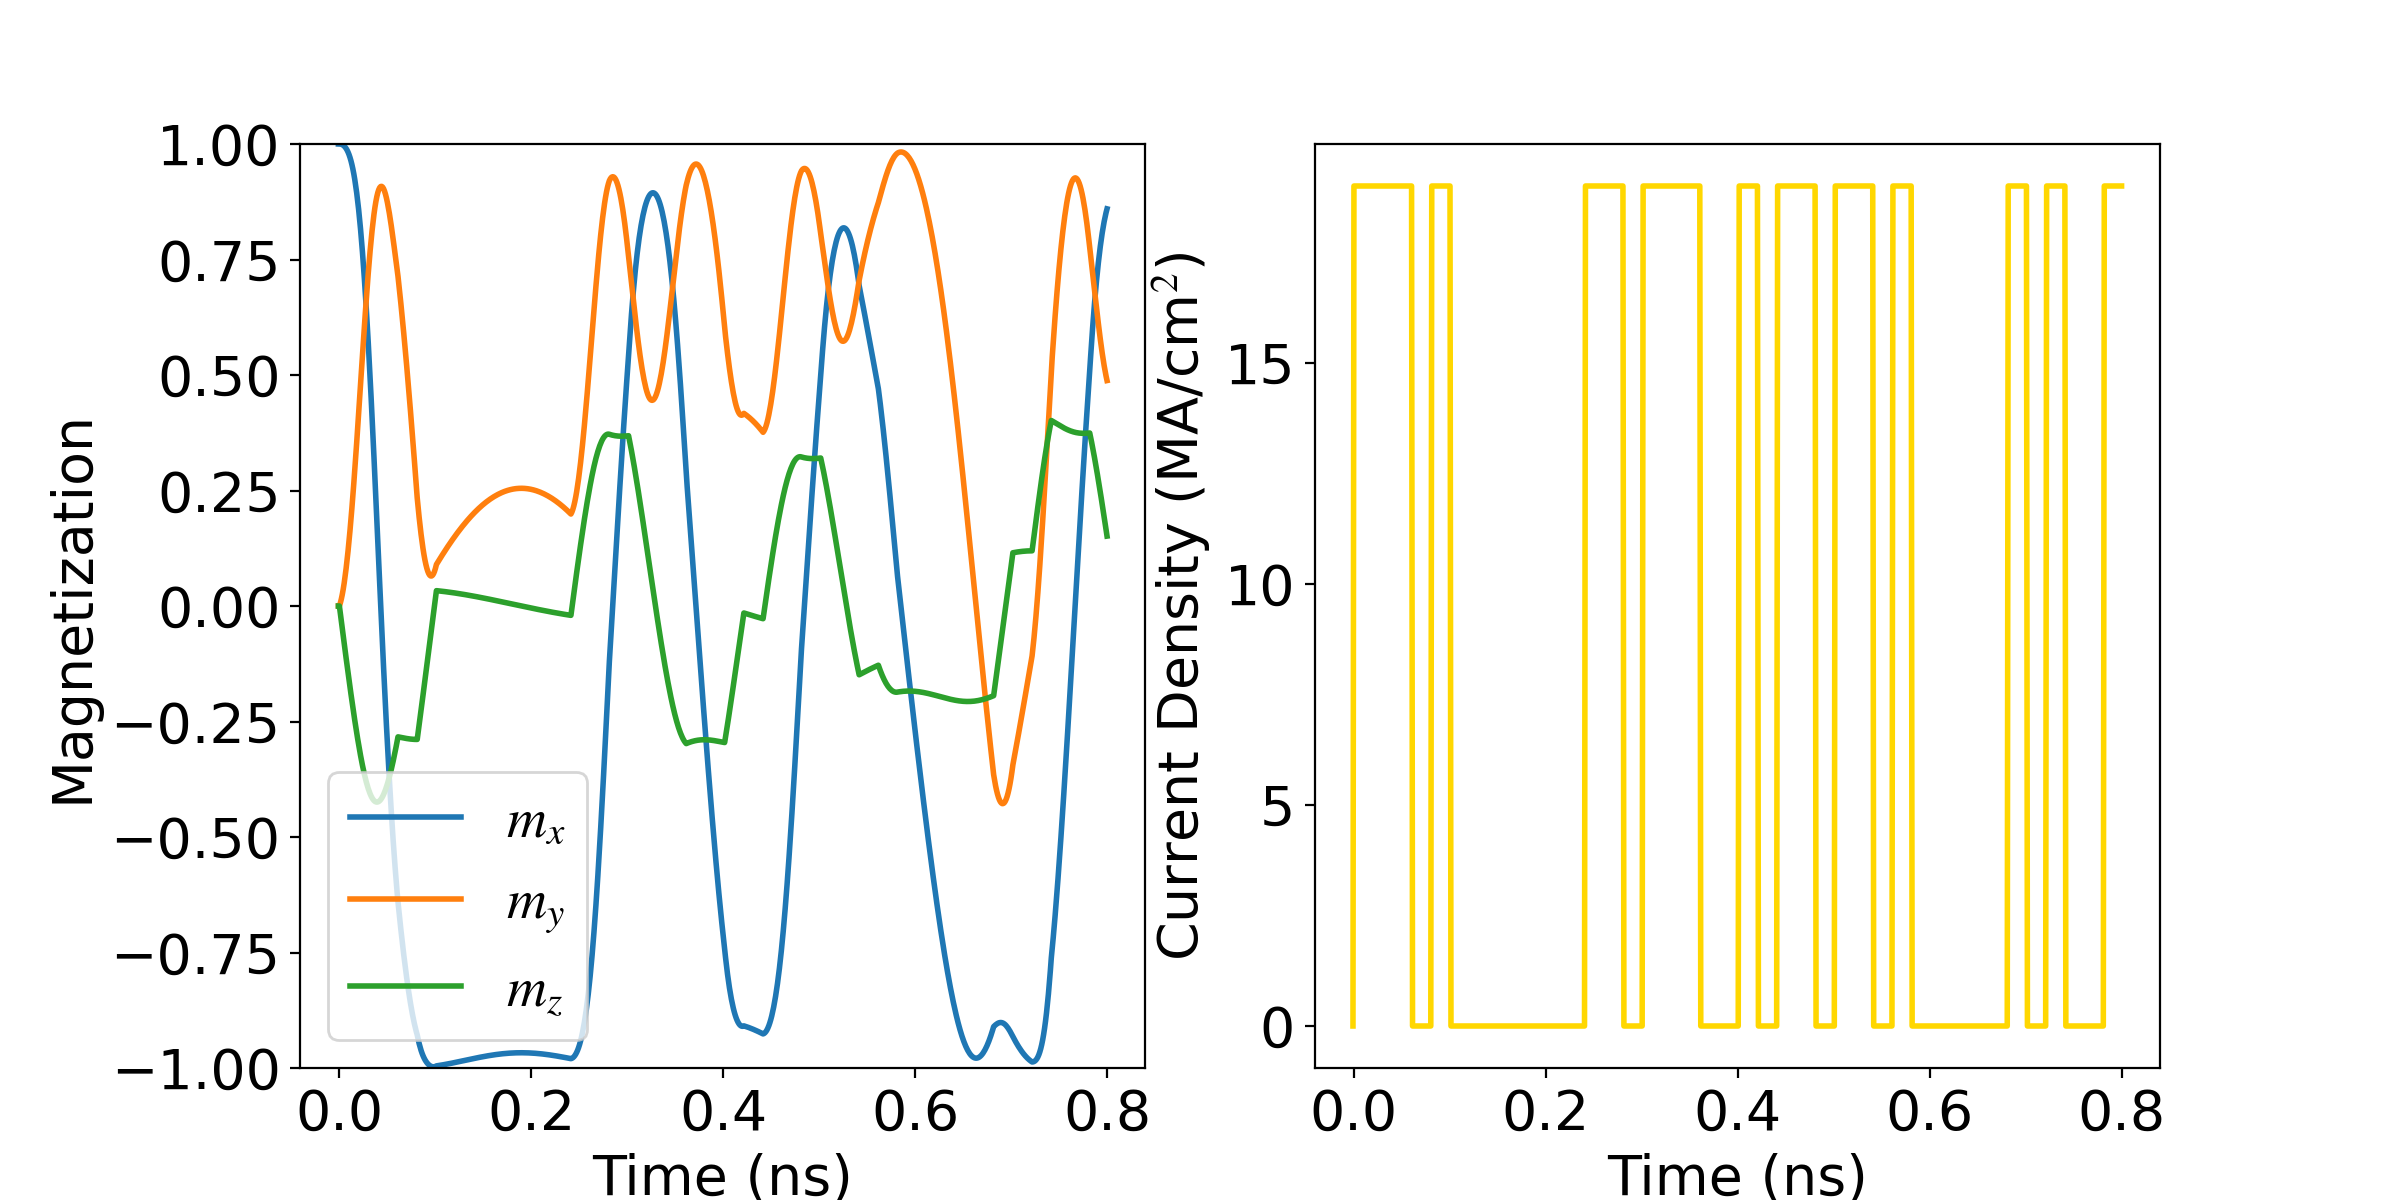 Magnetization
1.00
0.75
0.50
0.25
0.00
−0.25
−0.50
−0.75
−1.00
m_x
m_y
m_z
0.0 0.2 0.4 0.6 0.8
Time (ns)
Current Density (MA/cm²)
15
10
5
0
0.0 0.2 0.4 0.6 0.8
Time (ns)